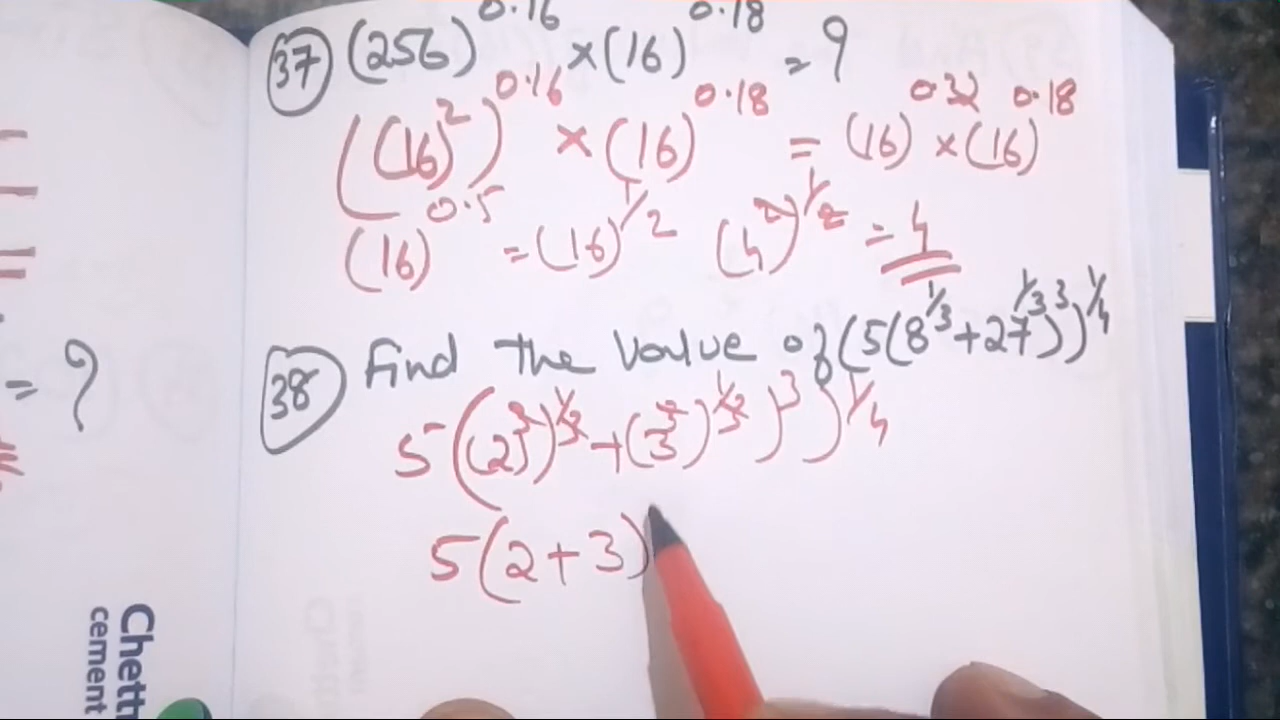 37 (256)^0.16 × (16)^0.18 = ?
((16)^2)^0.16 × (16)^0.18 = (16)^0.32 × (16)^0.18
(16)^0.5 = (16)^1/2 (4^2)^1/2 = 4
= ?
38 Find the value of (5(8^1/3 + 27^1/3)^3)^1/4
5((2^3)^1/3 + (3^3)^1/3)^3)^1/4
5(2+3)
Chetti
cement